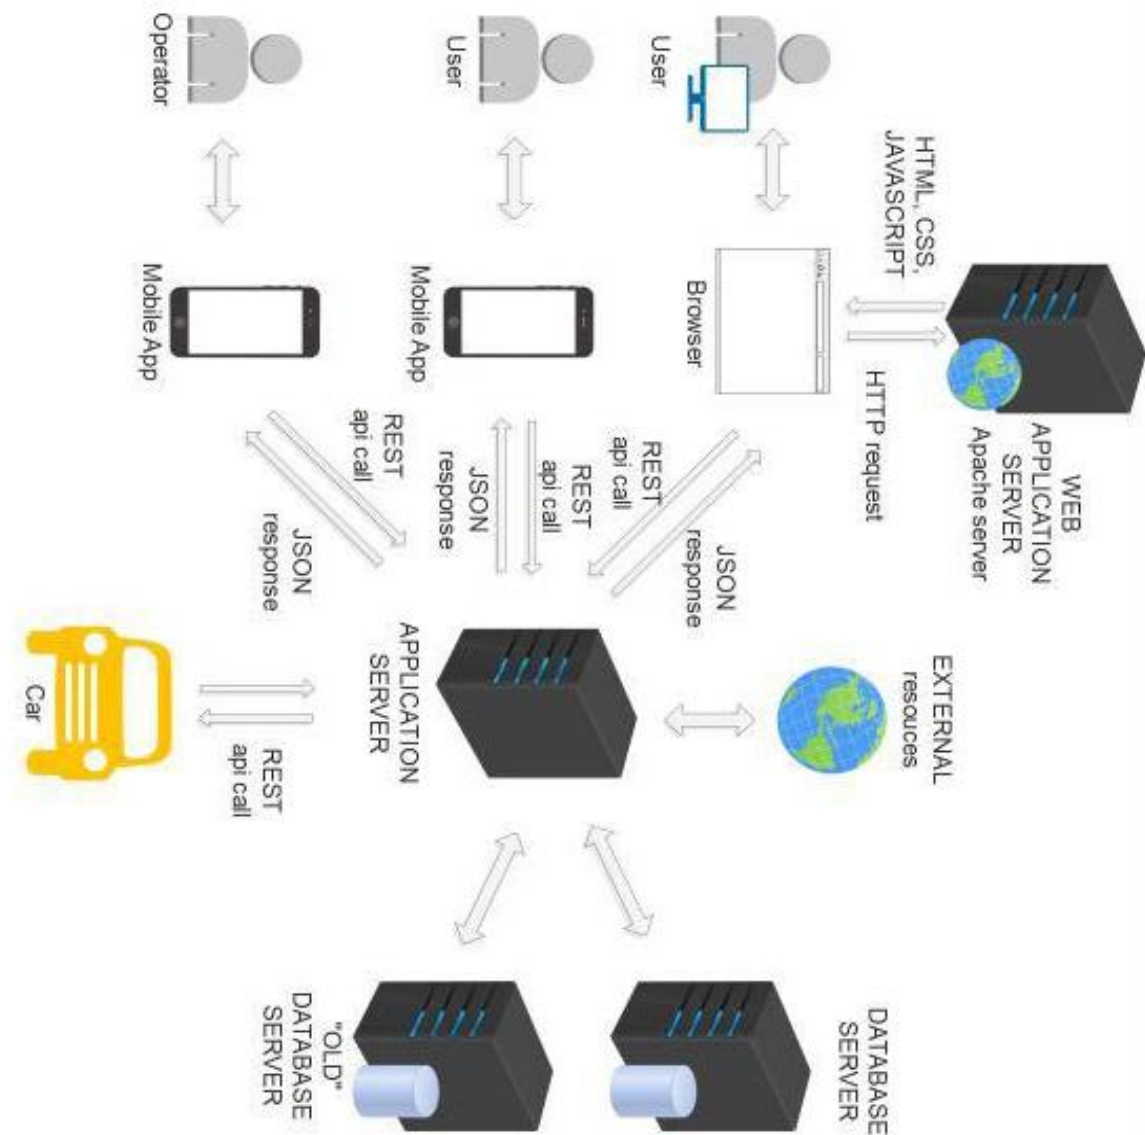 WEB
APPLICATION
SERVER
Apache server
HTML, CSS,
JAVASCRIPT
HTTP request
EXTERNAL
resouces
DATABASE
SERVER
User
Browser
JSON
response
REST
api call
User
Mobile App
REST
api call
JSON
response
APPLICATION
SERVER
"OLD"
DATABASE
SERVER
Operator
Mobile App
REST
api call
JSON
response
REST
api call
Car